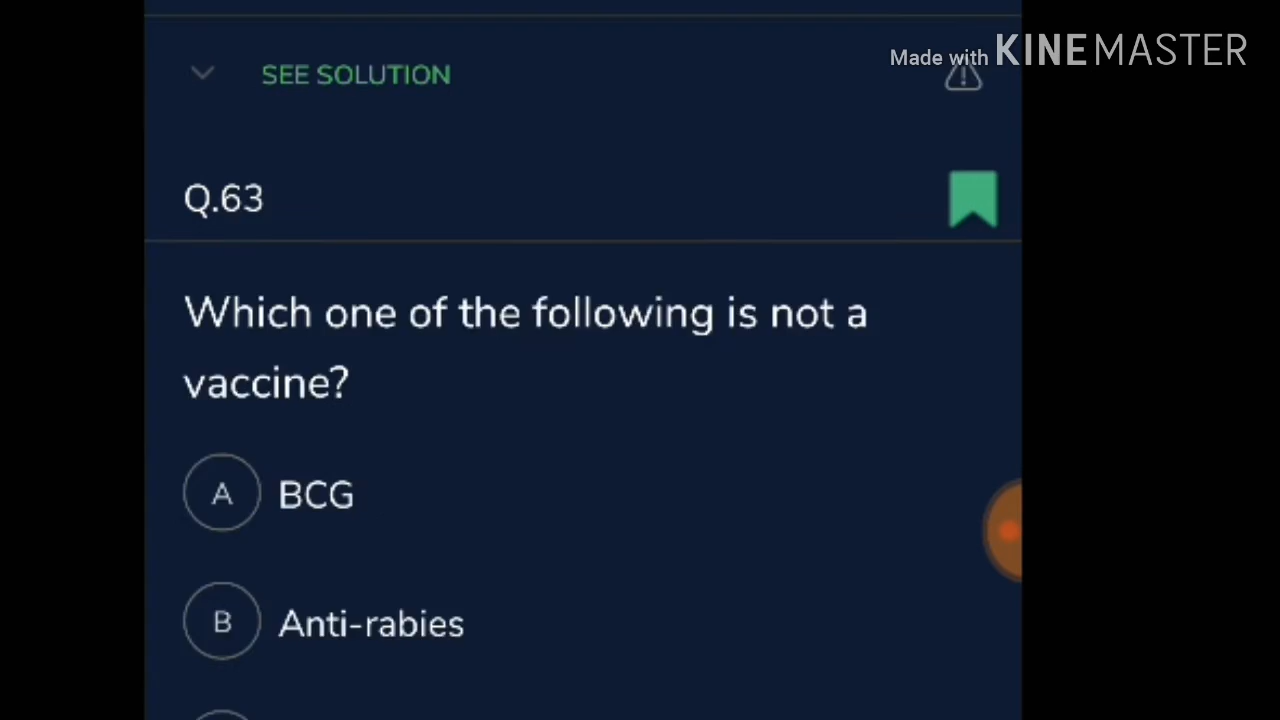 Made with KINEMASTER
SEE SOLUTION
Q.63
Which one of the following is not a
vaccine?
A BCG
B Anti-rabies